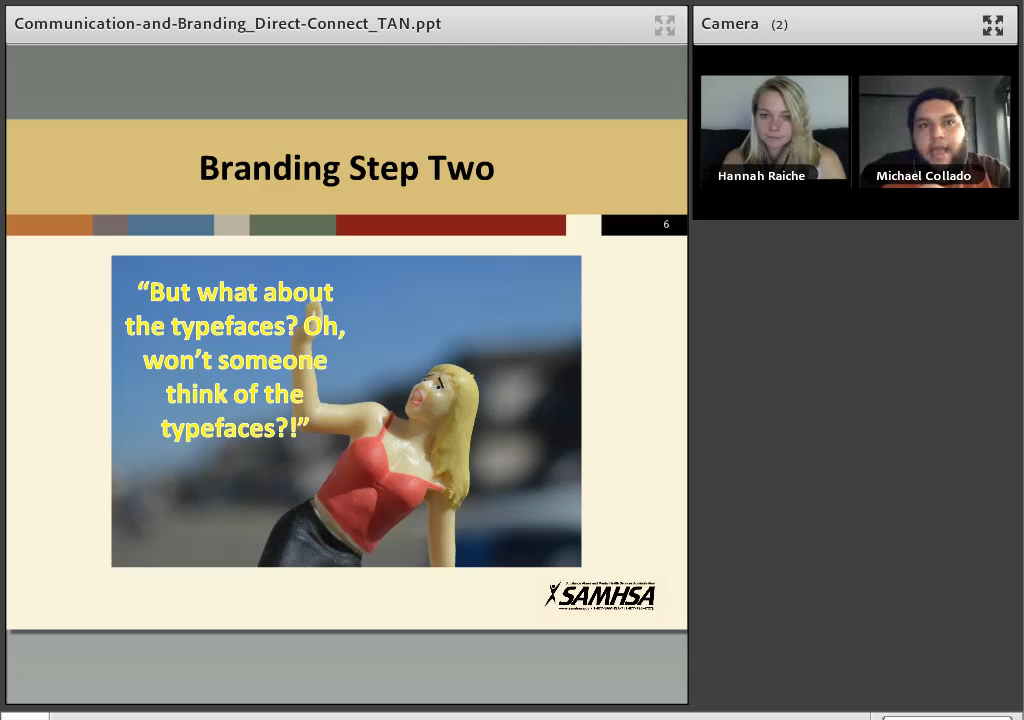 Communication-and-Branding_Direct-Connect_TAN.ppt
Camera (2)
Hannah Raiche
Michael Collado
Branding Step Two
6
“But what about
the typefaces? Oh,
won’t someone
think of the
typefaces?!”
SAMHSA